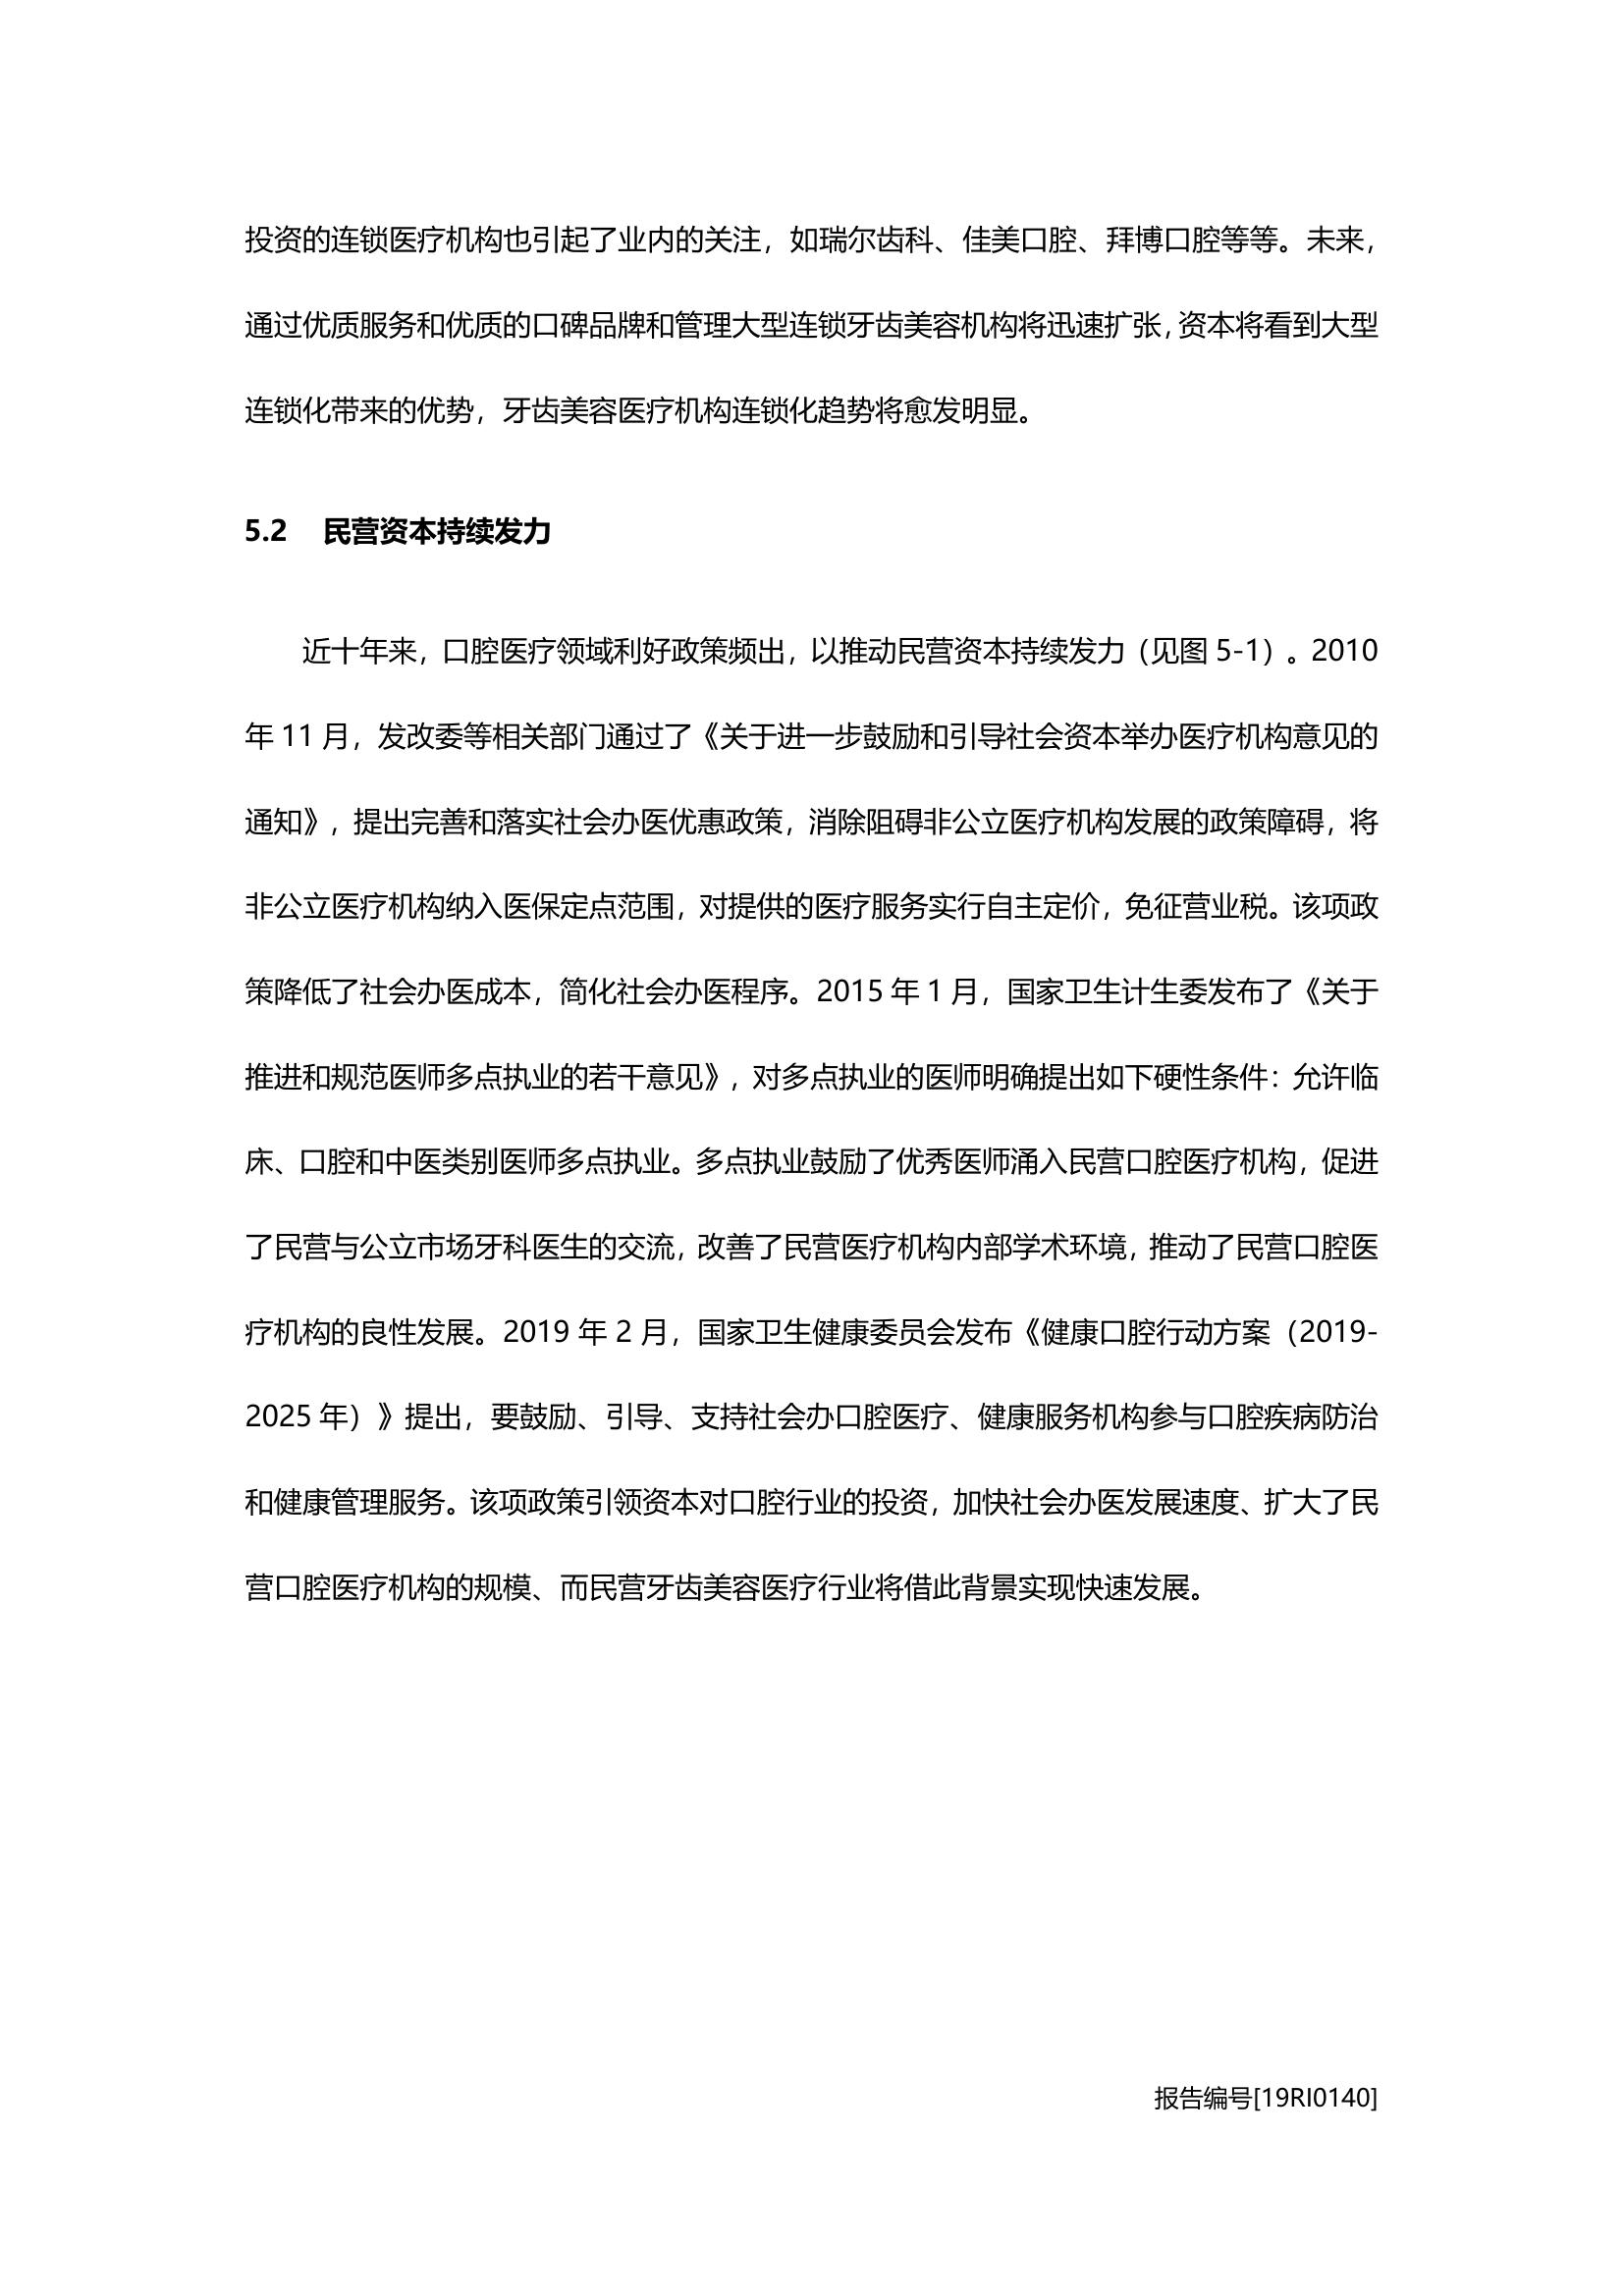 投资的连锁医疗机构也引起了业内的关注，如瑞尔齿科、佳美口腔、拜博口腔等等。未来，
通过优质服务和优质的口碑品牌和管理大型连锁牙齿美容机构将迅速扩张，资本将看到大型
连锁化带来的优势，牙齿美容医疗机构连锁化趋势将愈发明显。
5.2 民营资本持续发力
近十年来，口腔医疗领域利好政策频出，以推动民营资本持续发力（见图 5-1）。2010
年 11 月，发改委等相关部门通过了《关于进一步鼓励和引导社会资本举办医疗机构意见的
通知》，提出完善和落实社会办医优惠政策，消除阻碍非公立医疗机构发展的政策障碍，将
非公立医疗机构纳入医保定点范围，对提供的医疗服务实行自主定价，免征营业税。该项政
策降低了社会办医成本，简化社会办医程序。2015 年 1 月，国家卫生计生委发布了《关于
推进和规范医师多点执业的若干意见》，对多点执业的医师明确提出如下硬性条件：允许临
床、口腔和中医类别医师多点执业。多点执业鼓励了优秀医师涌入民营口腔医疗机构，促进
了民营与公立市场牙科医生的交流，改善了民营医疗机构内部学术环境，推动了民营口腔医
疗机构的良性发展。2019 年 2 月，国家卫生健康委员会发布《健康口腔行动方案（2019-
2025 年）》提出，要鼓励、引导、支持社会办口腔医疗、健康服务机构参与口腔疾病防治
和健康管理服务。该项政策引领资本对口腔行业的投资，加快社会办医发展速度、扩大了民
营口腔医疗机构的规模、而民营牙齿美容医疗行业将借此背景实现快速发展。
报告编号[19RI0140]